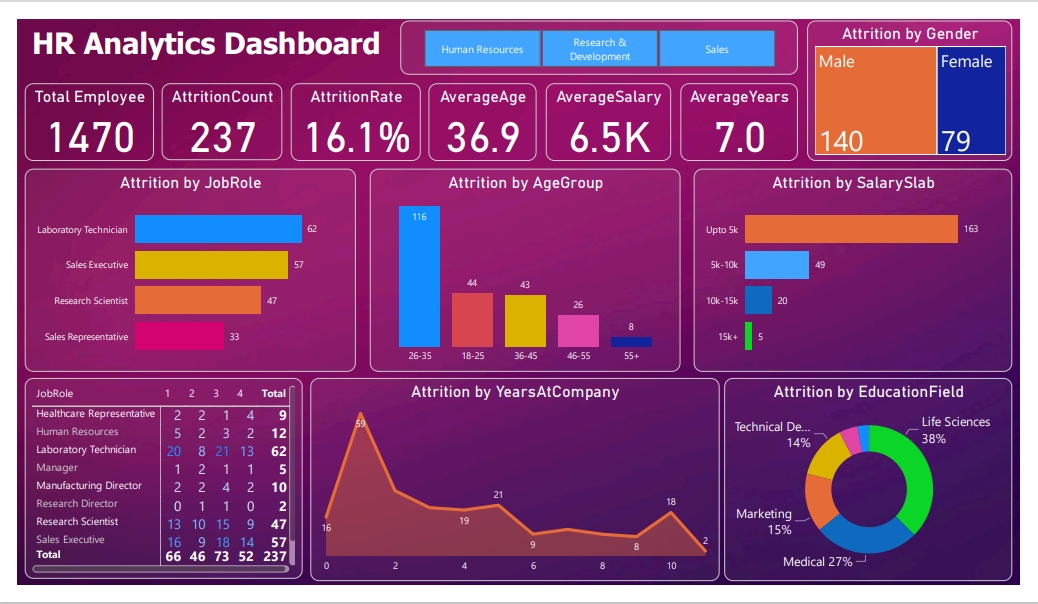 HR Analytics Dashboard
Human Resources
Research &
Development
Sales
Attrition by Gender
Male
Female
140
79
Total Employee
1470
AttritionCount
237
AttritionRate
16.1%
AverageAge
36.9
AverageSalary
6.5K
AverageYears
7.0
Attrition by JobRole
Laboratory Technician 62
Sales Executive 57
Research Scientist 47
Sales Representative 33
Attrition by AgeGroup
116
44
43
26
8
26-35 18-25 36-45 46-55 55+
Attrition by SalarySlab
Upto 5k 163
5k-10k 49
10k-15k 20
15k+ 5
JobRole 1 2 3 4 Total
Healthcare Representative 2 2 1 4 9
Human Resources 5 2 3 2 12
Laboratory Technician 20 8 21 13 62
Manager 1 2 1 1 5
Manufacturing Director 2 2 4 2 10
Research Director 0 1 1 0 2
Research Scientist 13 10 15 9 47
Sales Executive 16 9 18 14 57
Total 66 46 73 52 237
Attrition by YearsAtCompany
59
16
19
21
9
8
18
2
0 2 4 6 8 10
Attrition by EducationField
Life Sciences
38%
Technical De...
14%
Marketing
15%
Medical 27%